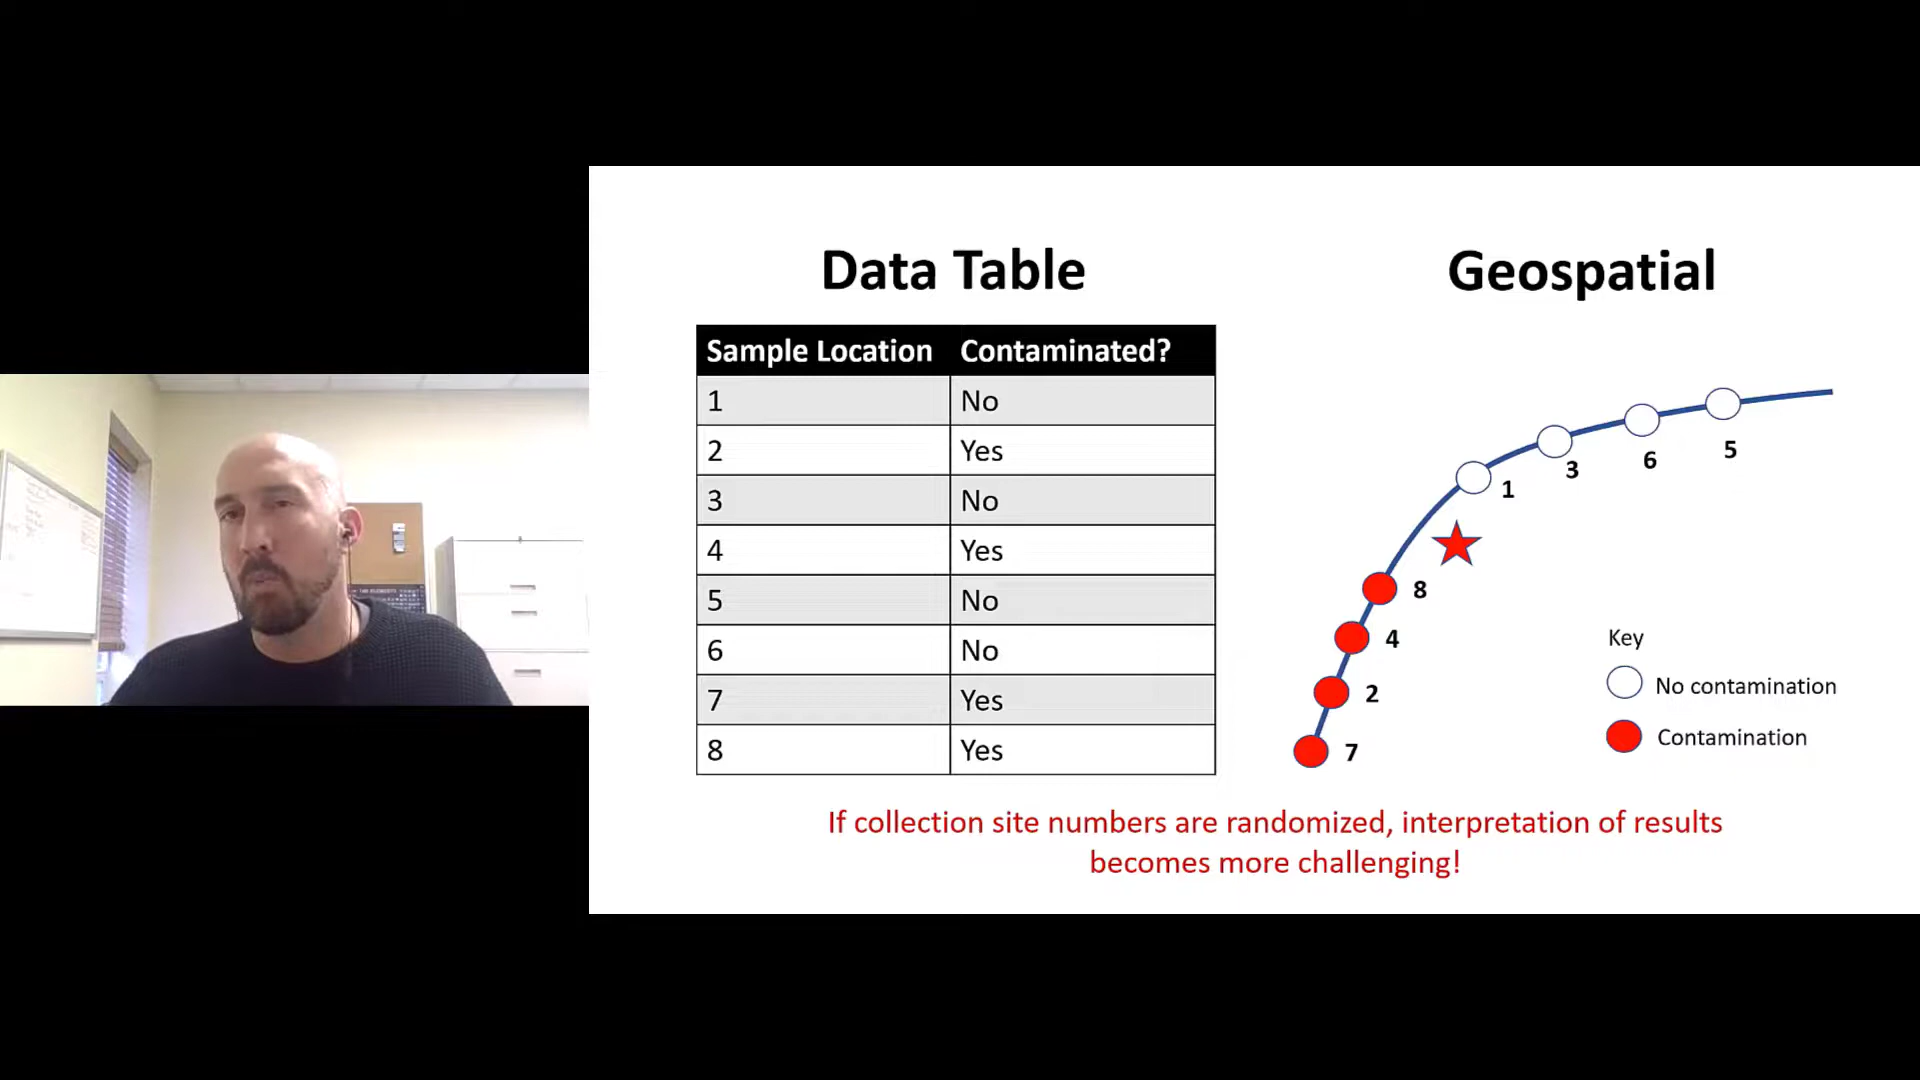 Data Table
Sample Location Contaminated?
1 No
2 Yes
3 No
4 Yes
5 No
6 No
7 Yes
8 Yes
Geospatial
5
6
3
1
8
4
2
7
Key
No contamination
Contamination
If collection site numbers are randomized, interpretation of results
becomes more challenging!